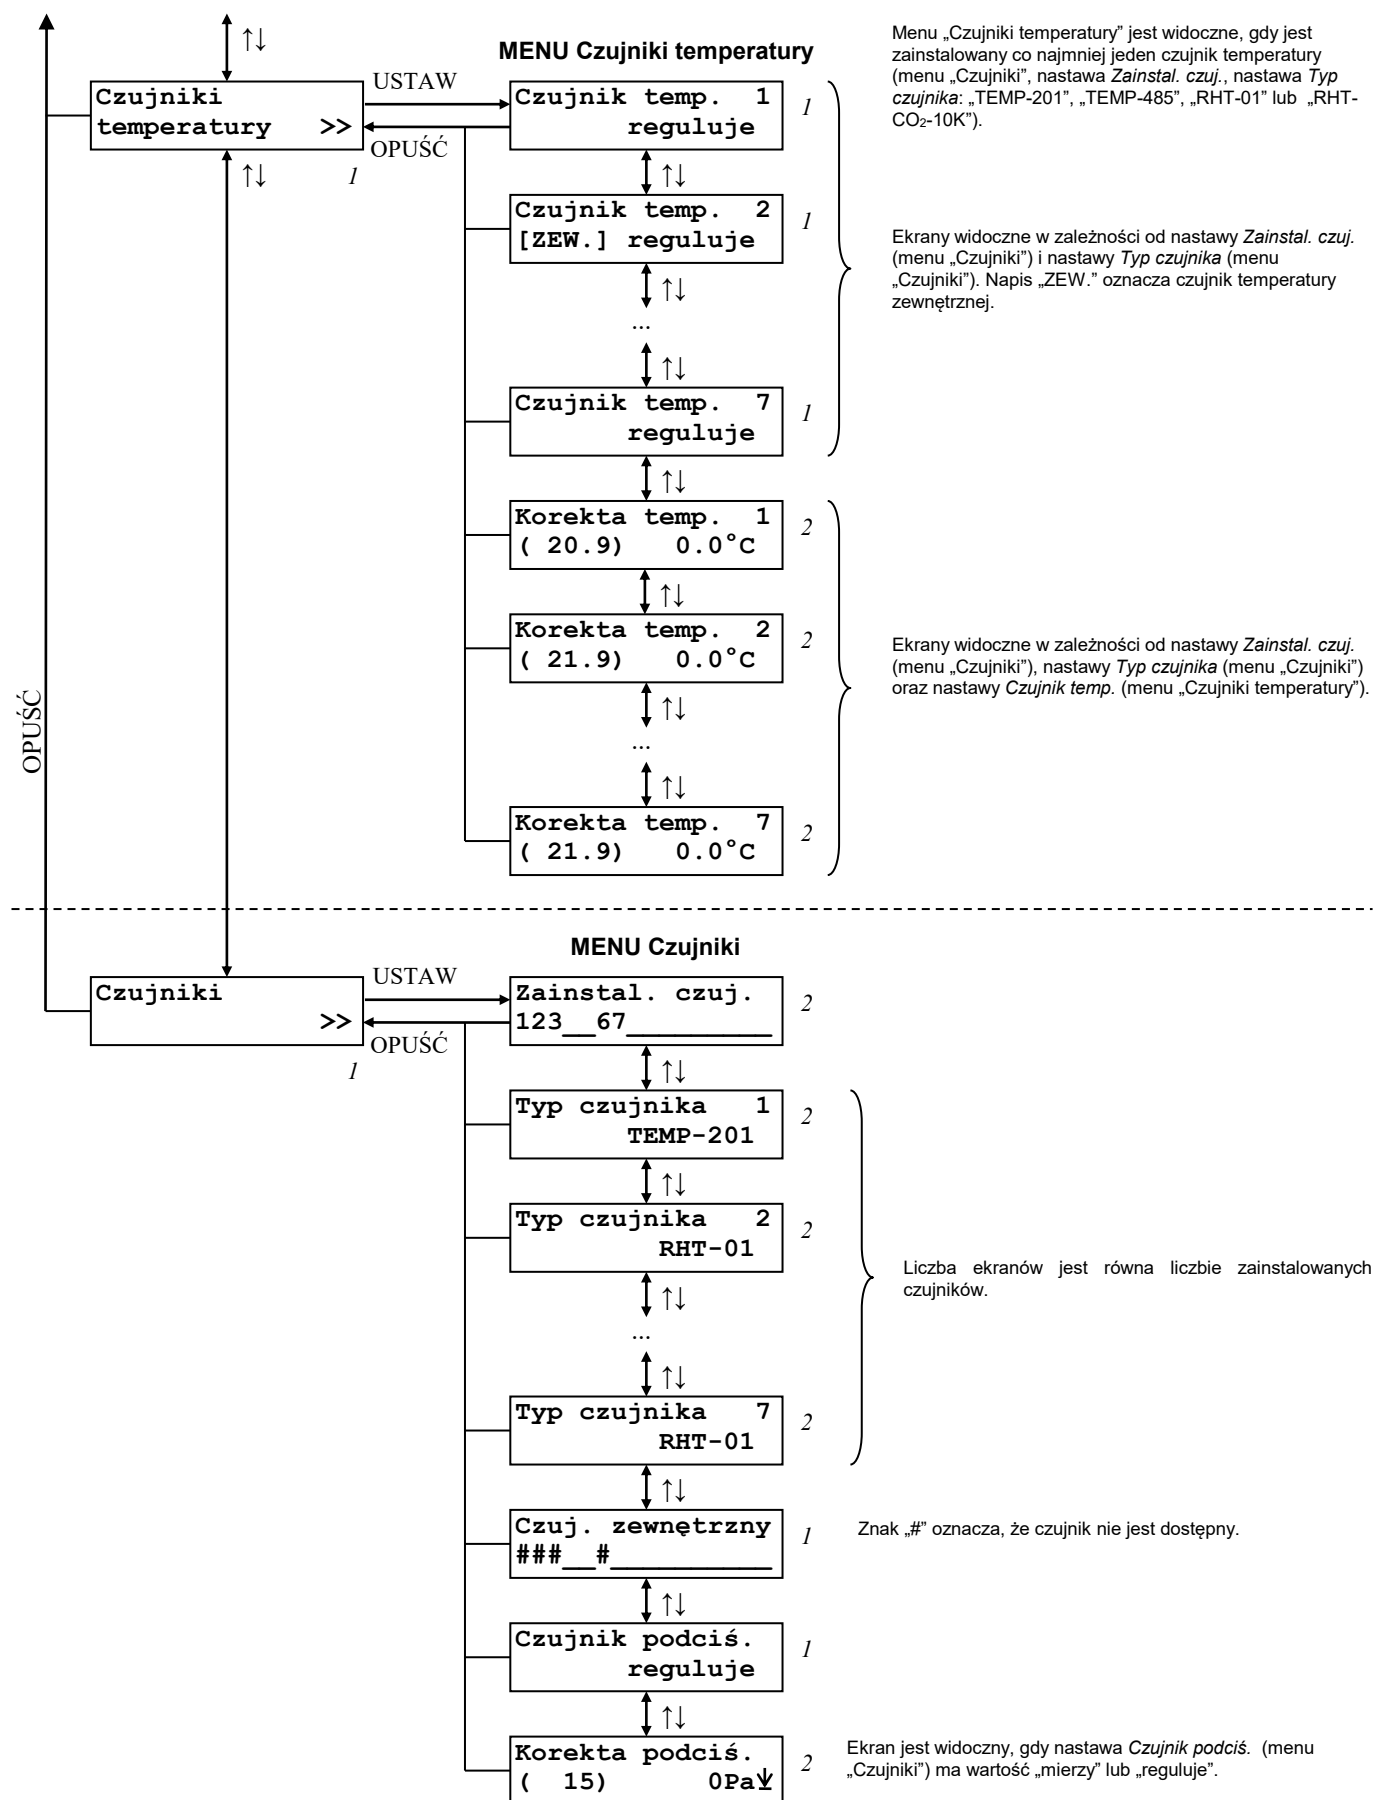 ↑↓
MENU Czujniki temperatury
Menu „Czujniki temperatury” jest widoczne, gdy jest
zainstalowany co najmniej jeden czujnik temperatury
(menu „Czujniki”, nastawa Zainstal. czuj., nastawa Typ
czujnika: „TEMP-201”, „TEMP-485”, „RHT-01” lub „RHT-
CO₂-10K”).
Czujniki
temperatury >>
1
USTAW
OPUŚĆ
↑↓
Czujnik temp. 1
reguluje
1
↑↓
Czujnik temp. 2
[ZEW.] reguluje
1
↑↓
...
↑↓
Czujnik temp. 7
reguluje
1
Ekrany widoczne w zależności od nastawy Zainstal. czuj.
(menu „Czujniki”) i nastawy Typ czujnika (menu
„Czujniki”). Napis „ZEW.” oznacza czujnik temperatury
zewnętrznej.
↑↓
Korekta temp. 1
( 20.9) 0.0°C
2
↑↓
Korekta temp. 2
( 21.9) 0.0°C
2
↑↓
...
↑↓
Korekta temp. 7
( 21.9) 0.0°C
2
Ekrany widoczne w zależności od nastawy Zainstal. czuj.
(menu „Czujniki”), nastawy Typ czujnika (menu „Czujniki”)
oraz nastawy Czujnik temp. (menu „Czujniki temperatury”).
OPUŚĆ
MENU Czujniki
Czujniki
>>
1
USTAW
OPUŚĆ
Zainstal. czuj.
123__67_________
2
↑↓
Typ czujnika 1
TEMP-201
2
↑↓
Typ czujnika 2
RHT-01
2
↑↓
...
↑↓
Typ czujnika 7
RHT-01
2
Liczba ekranów jest równa liczbie zainstalowanych
czujników.
↑↓
Czuj. zewnętrzny
###__#__________
1
Znak „#” oznacza, że czujnik nie jest dostępny.
↑↓
Czujnik podciś.
reguluje
1
↑↓
Korekta podciś.
( 15) 0Pa↓
2
Ekran jest widoczny, gdy nastawa Czujnik podciś. (menu
„Czujniki”) ma wartość „mierzy” lub „reguluje”.